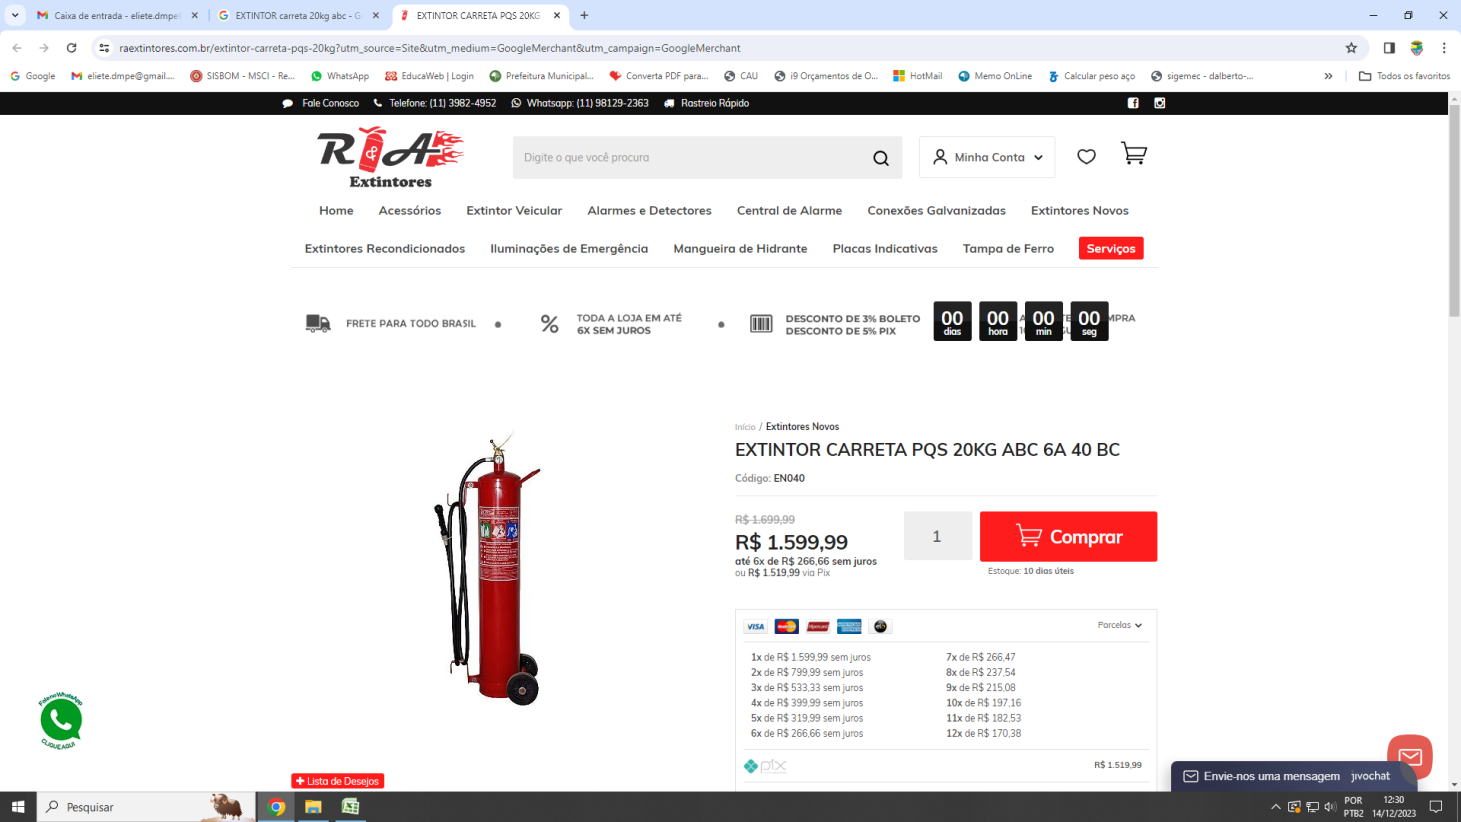 Caixa de entrada - eliete.dmpe
EXTINTOR carreta 20kg abc - G
EXTINTOR CARRETA PQS 20KG
raextintores.com.br/extintor-carreta-pqs-20kg?utm_source=Site&utm_medium=GoogleMerchant&utm_campaign=GoogleMerchant
Google
eliete.dmpe@gmail....
SISBOM - MSCI - Re...
WhatsApp
EducaWeb | Login
Prefeitura Municipal...
Converta PDF para...
CAU
i9 Orçamentos de O...
HotMail
Memo OnLine
Calcular peso aço
sigemec - dalberto-...
»
Todos os favoritos
Fale Conosco
Telefone: (11) 3982-4952
Whatsapp: (11) 98129-2363
Rastreio Rápido
R&A
Extintores
Digite o que você procura
Minha Conta
Home
Acessórios
Extintor Veicular
Alarmes e Detectores
Central de Alarme
Conexões Galvanizadas
Extintores Novos
Extintores Recondicionados
Iluminações de Emergência
Mangueira de Hidrante
Placas Indicativas
Tampa de Ferro
Serviços
FRETE PARA TODO BRASIL
TODA A LOJA EM ATÉ
6X SEM JUROS
DESCONTO DE 3% BOLETO
DESCONTO DE 5% PIX
00 dias
00 hora
00 min
00 seg
Início / Extintores Novos
EXTINTOR CARRETA PQS 20KG ABC 6A 40 BC
Código: EN040
R$ 1.699,99
R$ 1.599,99
até 6x de R$ 266,66 sem juros
ou R$ 1.519,99 via Pix
1
Comprar
Estoque: 10 dias úteis
VISA
Parcelas
1x de R$ 1.599,99 sem juros
2x de R$ 799,99 sem juros
3x de R$ 533,33 sem juros
4x de R$ 399,99 sem juros
5x de R$ 319,99 sem juros
6x de R$ 266,66 sem juros
7x de R$ 266,47
8x de R$ 237,54
9x de R$ 215,08
10x de R$ 197,16
11x de R$ 182,53
12x de R$ 170,38
pix
R$ 1.519,99
Fale no WhatsApp
CLIQUE AQUI
+ Lista de Desejos
Envie-nos uma mensagem
jivochat
Pesquisar
POR
PTB2
12:30
14/12/2023